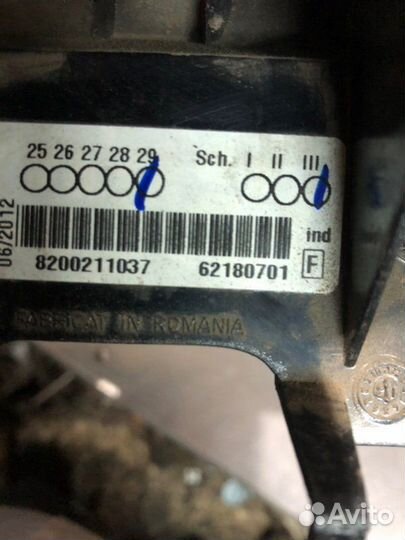 25 26 27 28 29 Sch. I II III
06/2012
ind
8200211037 62180701 F
FABRICAT IN ROMANIA
Avito